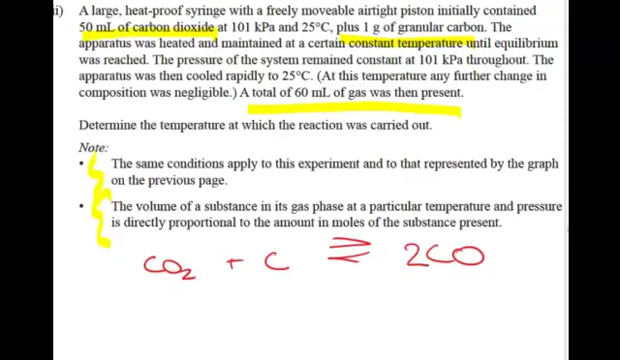 ii) A large, heat-proof syringe with a freely moveable airtight piston initially contained
50 mL of carbon dioxide at 101 kPa and 25°C, plus 1 g of granular carbon. The
apparatus was heated and maintained at a certain constant temperature until equilibrium
was reached. The pressure of the system remained constant at 101 kPa throughout. The
apparatus was then cooled rapidly to 25°C. (At this temperature any further change in
composition was negligible.) A total of 60 mL of gas was then present.
Determine the temperature at which the reaction was carried out.
Note:
• The same conditions apply to this experiment and to that represented by the graph
on the previous page.
• The volume of a substance in its gas phase at a particular temperature and pressure
is directly proportional to the amount in moles of the substance present.
CO₂ + C ⇌ 2CO